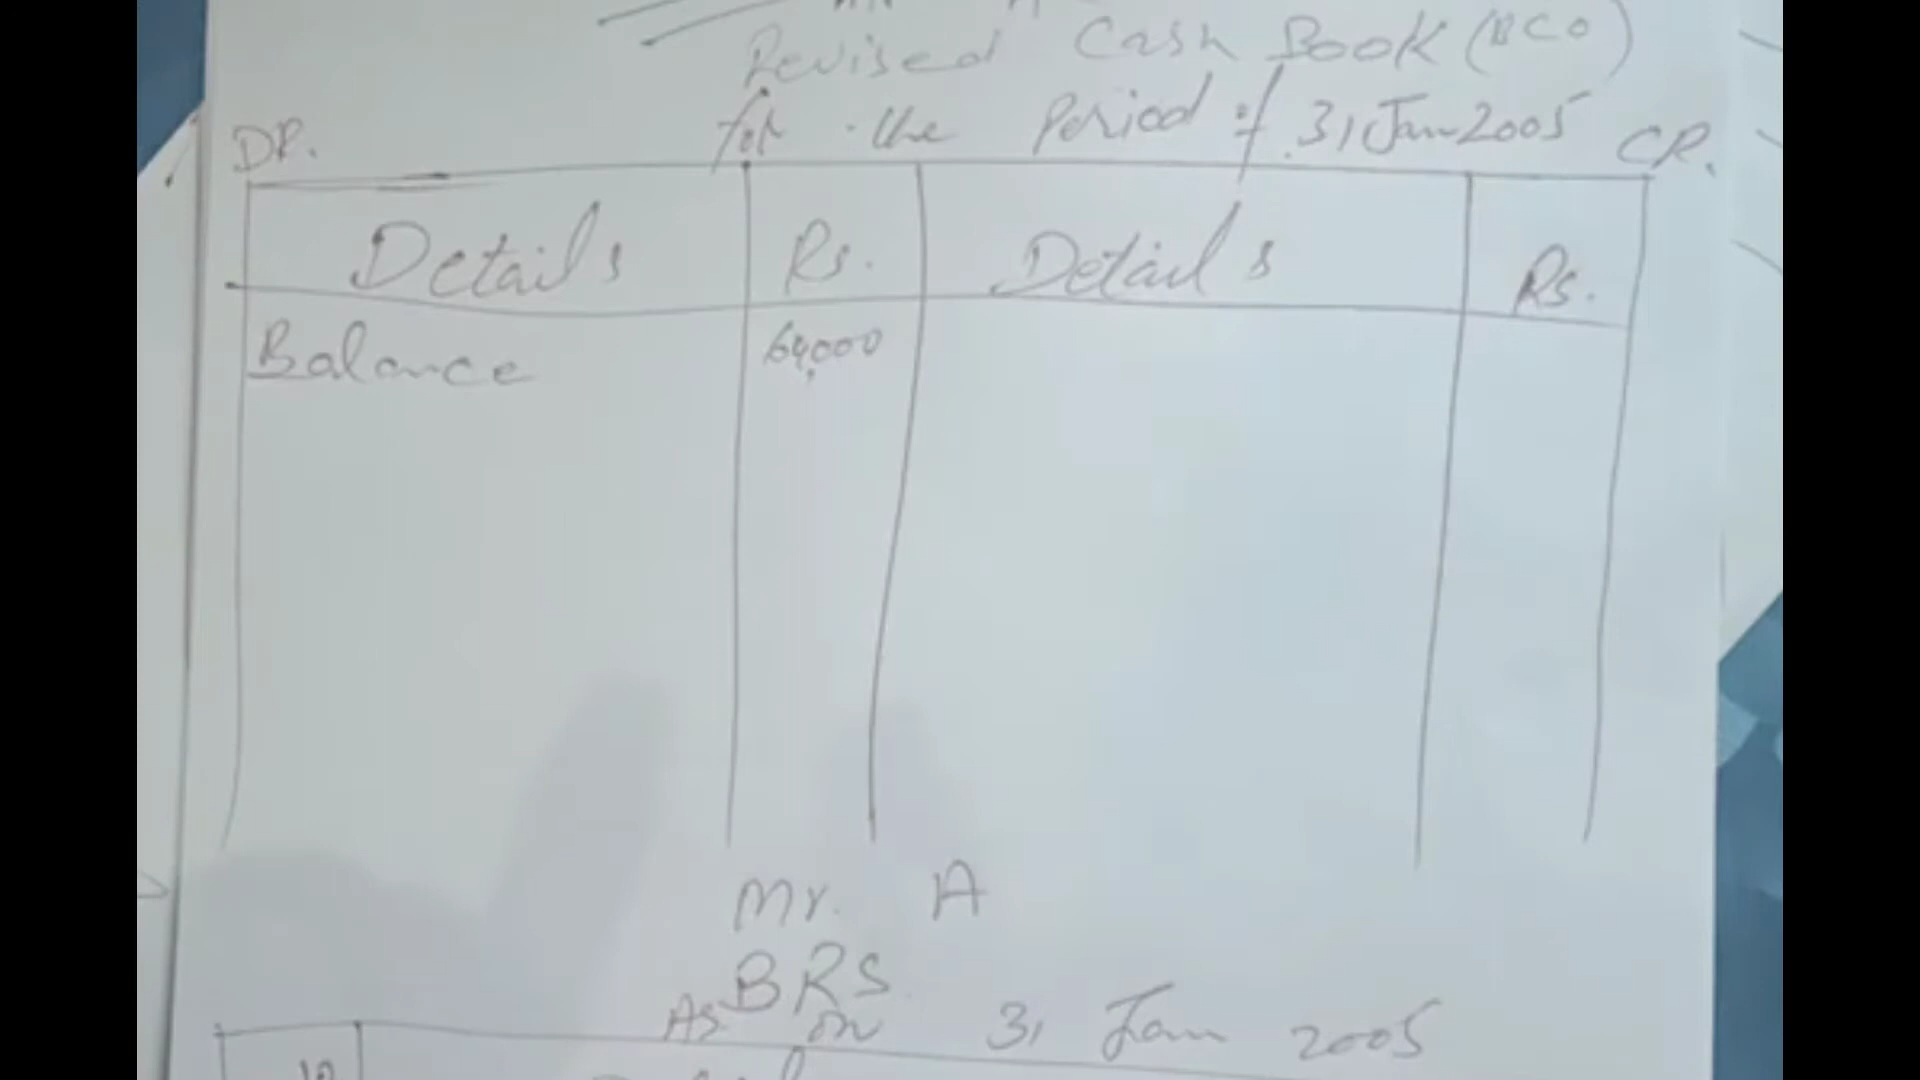 Revised Cash Book (BCO)
for the Period of 31 Jan 2005
DR. CR.
Details Rs. Details Rs.
Balance 64,000
Mr. A
BRS
As on 31 Jan 2005